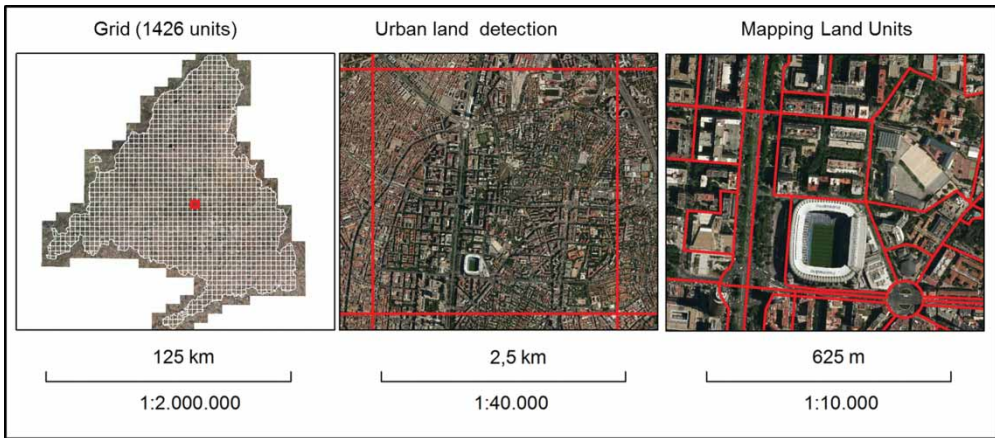 Grid (1426 units)
Urban land detection
Mapping Land Units
125 km
2,5 km
625 m
1:2.000.000
1:40.000
1:10.000